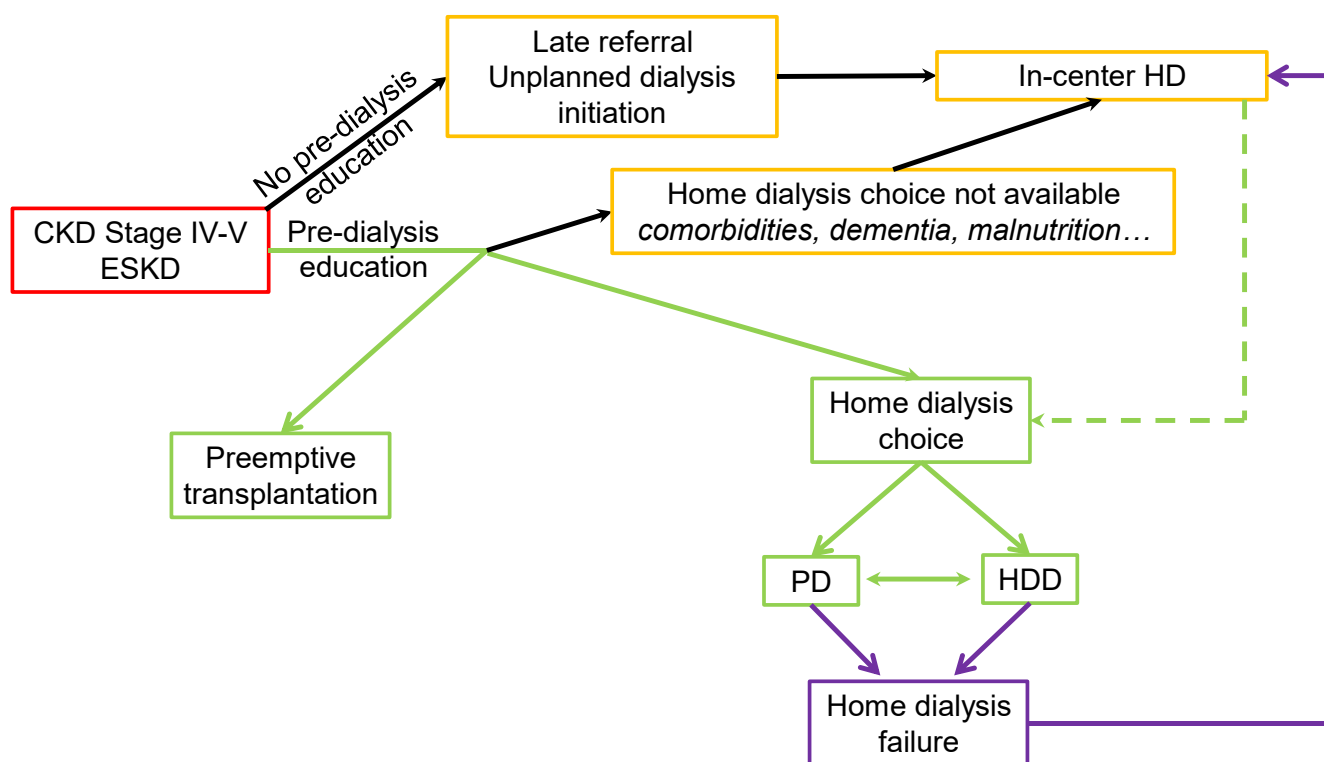 Late referral
Unplanned dialysis
initiation
In-center HD
No pre-dialysis
education
Home dialysis choice not available
comorbidities, dementia, malnutrition…
CKD Stage IV-V
ESKD
Pre-dialysis
education
Home dialysis
choice
Preemptive
transplantation
PD
HDD
Home dialysis
failure